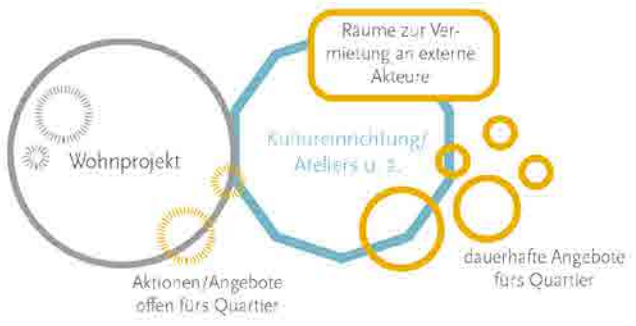 Räume zur Ver-
mietung an externe
Akteure
Kultureinrichtung/
Ateliers u. ä.
Wohnprojekt
dauerhafte Angebote
fürs Quartier
Aktionen/Angebote
offen fürs Quartier